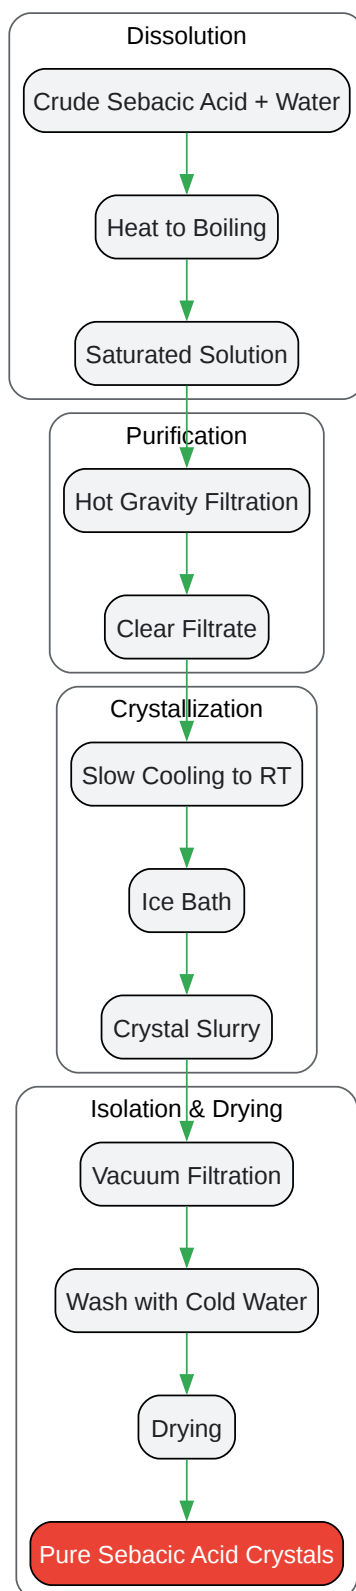 Dissolution
Crude Sebacic Acid + Water
Heat to Boiling
Saturated Solution
Purification
Hot Gravity Filtration
Clear Filtrate
Crystallization
Slow Cooling to RT
Ice Bath
Crystal Slurry
Isolation & Drying
Vacuum Filtration
Wash with Cold Water
Drying
Pure Sebacic Acid Crystals